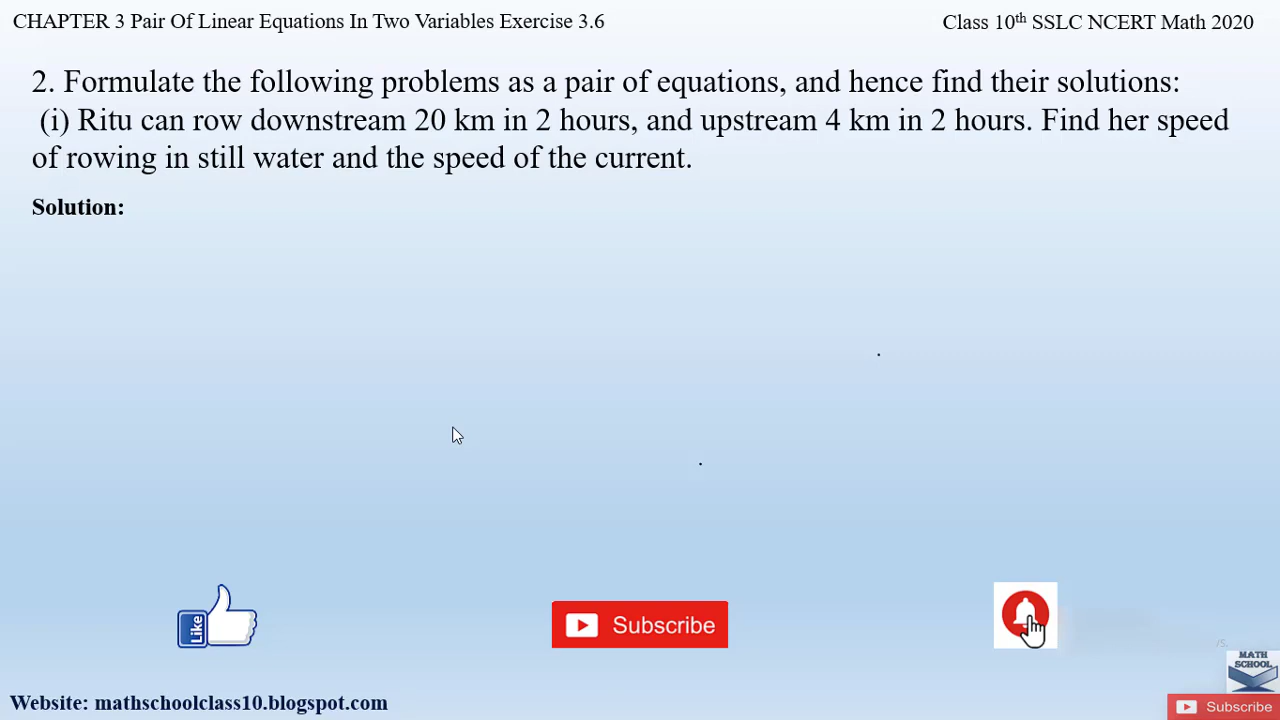 CHAPTER 3 Pair Of Linear Equations In Two Variables Exercise 3.6
Class 10th SSLC NCERT Math 2020
2. Formulate the following problems as a pair of equations, and hence find their solutions:
(i) Ritu can row downstream 20 km in 2 hours, and upstream 4 km in 2 hours. Find her speed
of rowing in still water and the speed of the current.
Solution:
Like
Subscribe
MATH
SCHOOL
Website: mathschoolclass10.blogspot.com
Subscribe